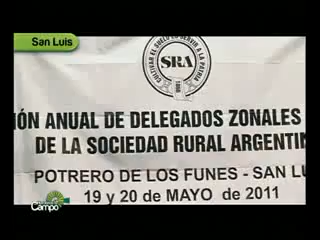 San Luis
CULTIVAR EL SUELO ES SERVIR A LA PATRIA
SRA
1866
IÓN ANUAL DE DELEGADOS ZONALES
DE LA SOCIEDAD RURAL ARGENTIN
POTRERO DE LOS FUNES - SAN LU
19 y 20 de MAYO de 2011
Campo